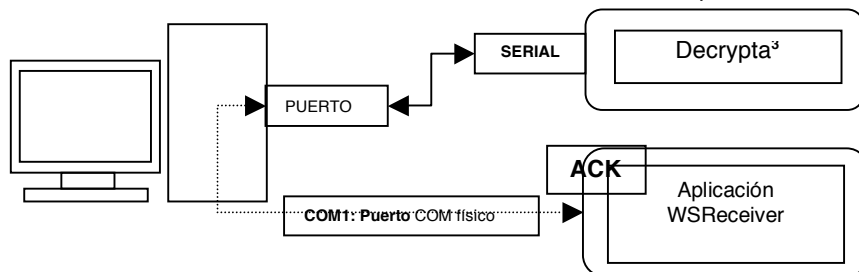 SERIAL
Decrypta³
PUERTO
ACK
Aplicación
WSReceiver
COM1: Puerto COM físico